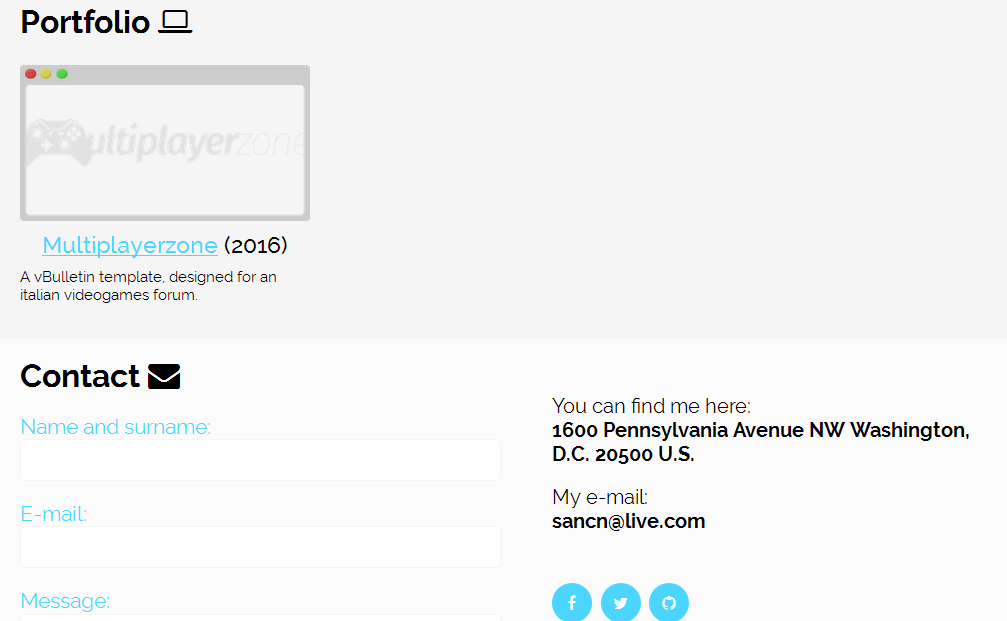 Portfolio
ultiplayerzone
Multiplayerzone (2016)
A vBulletin template, designed for an
italian videogames forum.
Contact
Name and surname:
E-mail:
Message:
You can find me here:
1600 Pennsylvania Avenue NW Washington,
D.C. 20500 U.S.
My e-mail:
sancn@live.com